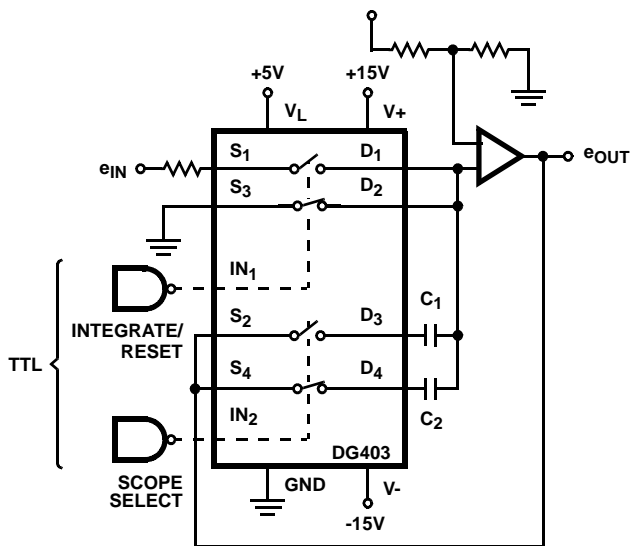 +5V
+15V
VL
V+
eIN
S1
D1
eOUT
S3
D2
IN1
C1
INTEGRATE/
RESET
S2
D3
TTL
S4
D4
IN2
C2
DG403
SCOPE
SELECT
GND
V-
-15V